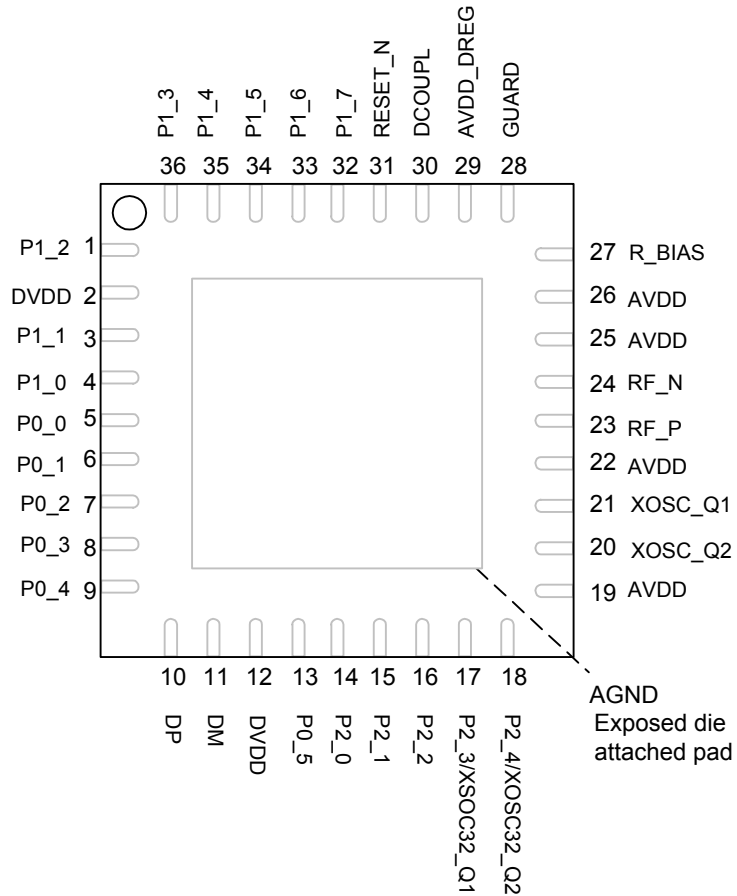 P1_3
P1_4
P1_5
P1_6
P1_7
RESET_N
DCOUPL
AVDD_DREG
GUARD
36 35 34 33 32 31 30 29 28
P1_2 1
DVDD 2
P1_1 3
P1_0 4
P0_0 5
P0_1 6
P0_2 7
P0_3 8
P0_4 9
27 R_BIAS
26 AVDD
25 AVDD
24 RF_N
23 RF_P
22 AVDD
21 XOSC_Q1
20 XOSC_Q2
19 AVDD
10 11 12 13 14 15 16 17 18
DP
DM
DVDD
P0_5
P2_0
P2_1
P2_2
P2_3/XSOC32_Q1
P2_4/XOSC32_Q2
AGND
Exposed die
attached pad